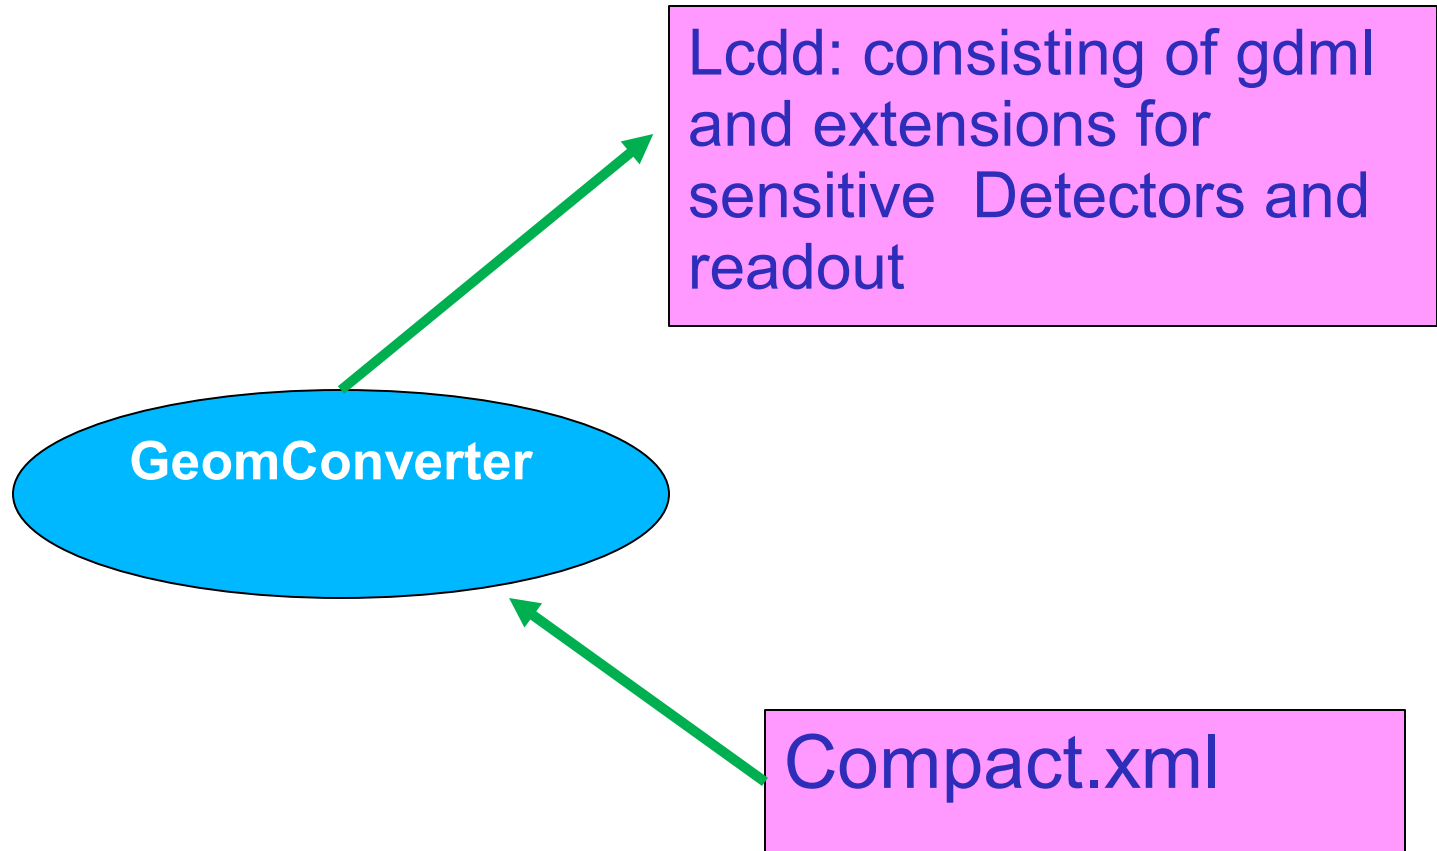 Lcdd: consisting of gdml
and extensions for
sensitive  Detectors and
readout
GeomConverter
Compact.xml